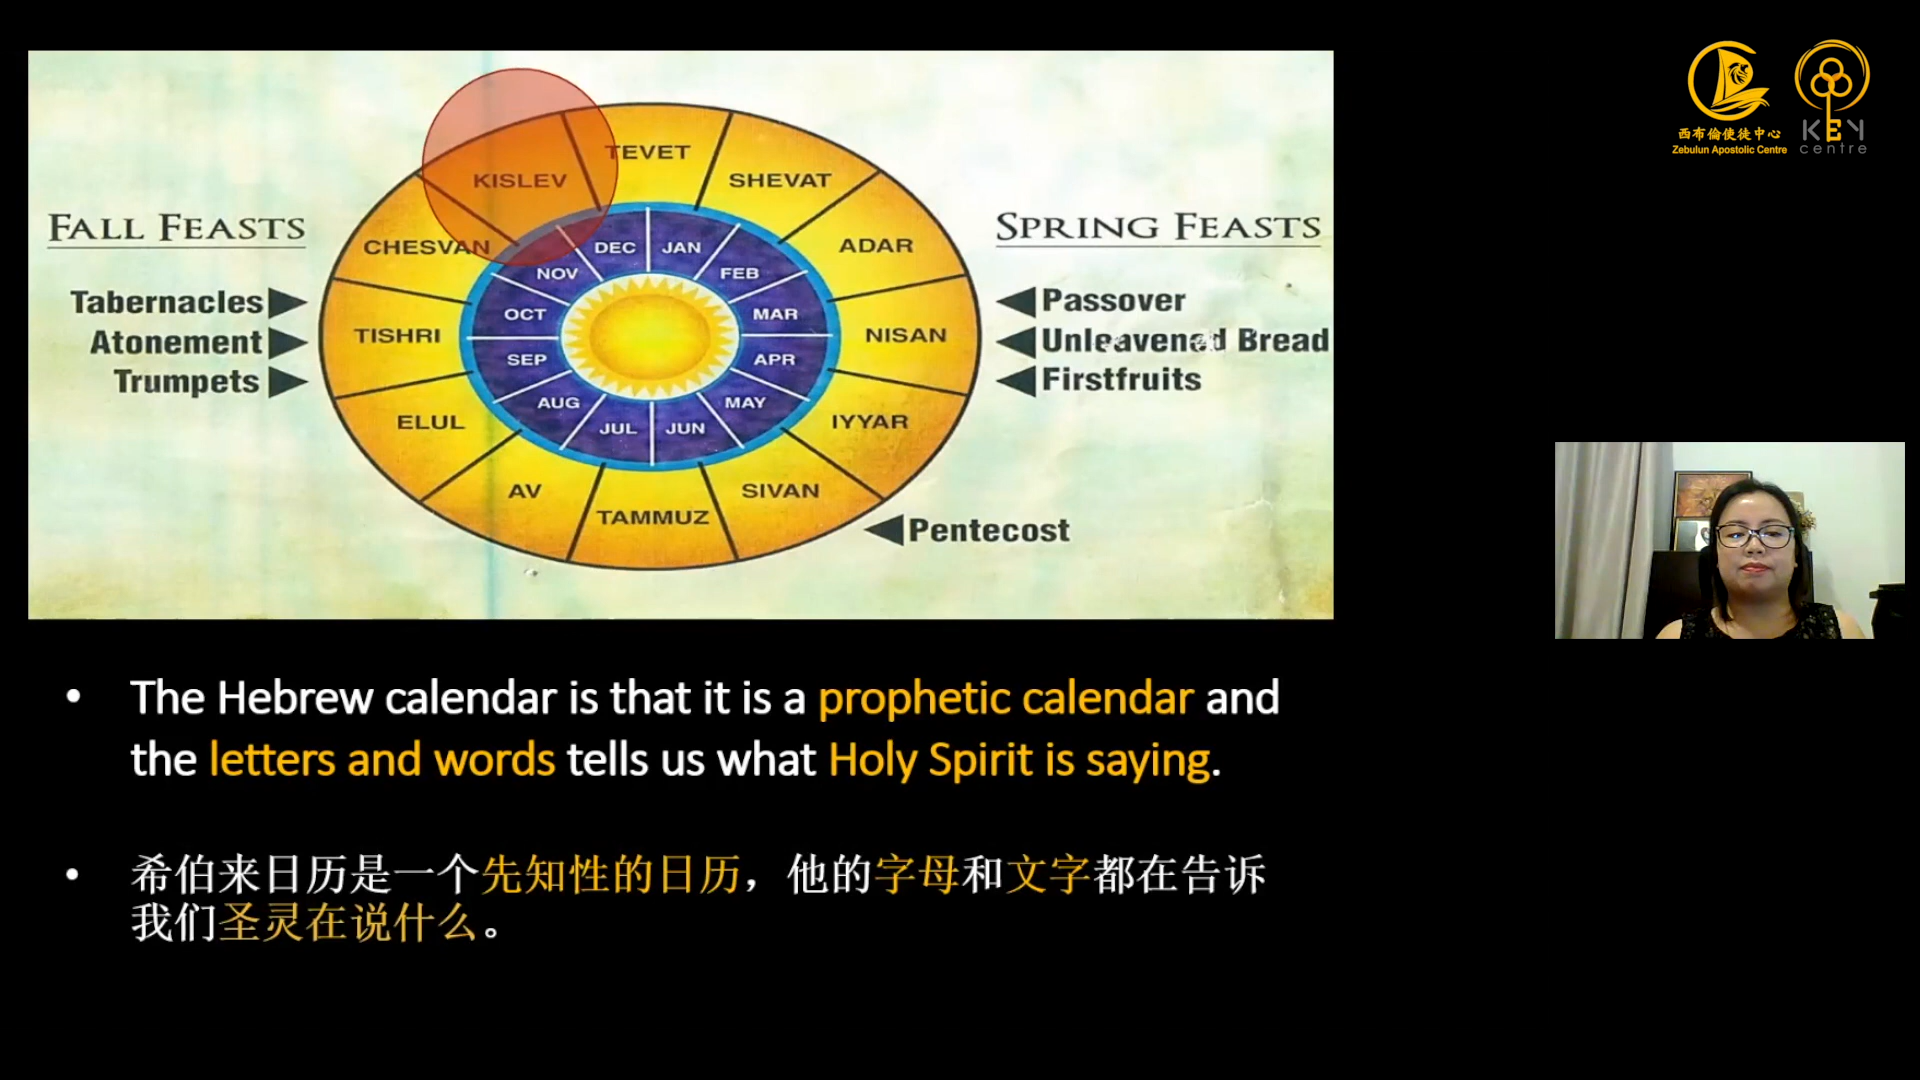 西布倫使徒中心
Zebulun Apostolic Centre
KEY
centre
FALL FEASTS
Tabernacles
Atonement
Trumpets
SPRING FEASTS
Passover
Unleavened Bread
Firstfruits
Pentecost
KISLEV
TEVET
SHEVAT
ADAR
NISAN
IYYAR
SIVAN
TAMMUZ
AV
ELUL
TISHRI
CHESVAN
DEC
JAN
FEB
MAR
APR
MAY
JUN
JUL
AUG
SEP
OCT
NOV
• The Hebrew calendar is that it is a prophetic calendar and
the letters and words tells us what Holy Spirit is saying.
• 希伯来日历是一个先知性的日历，他的字母和文字都在告诉
我们圣灵在说什么。